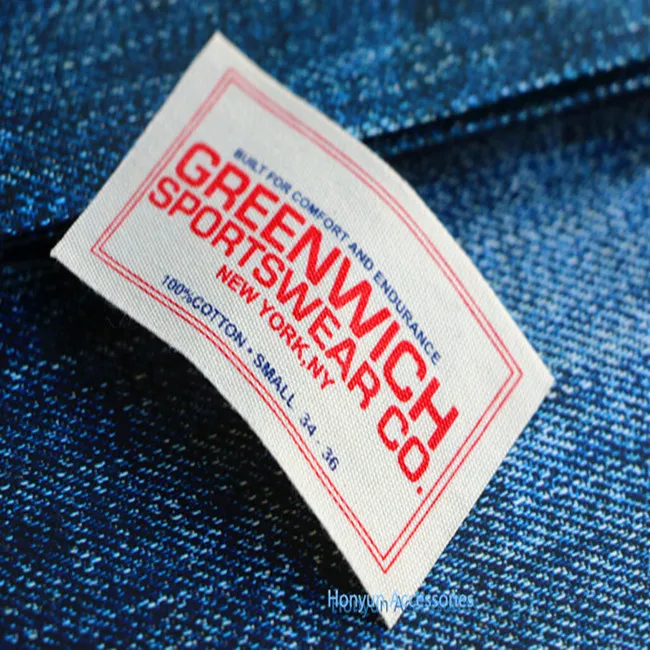 BUILT FOR COMFORT AND ENDURANCE
GREENWICH
SPORTSWEAR CO.
NEW YORK,NY
100%COTTON • SMALL 34 - 36
Honyun Accessories